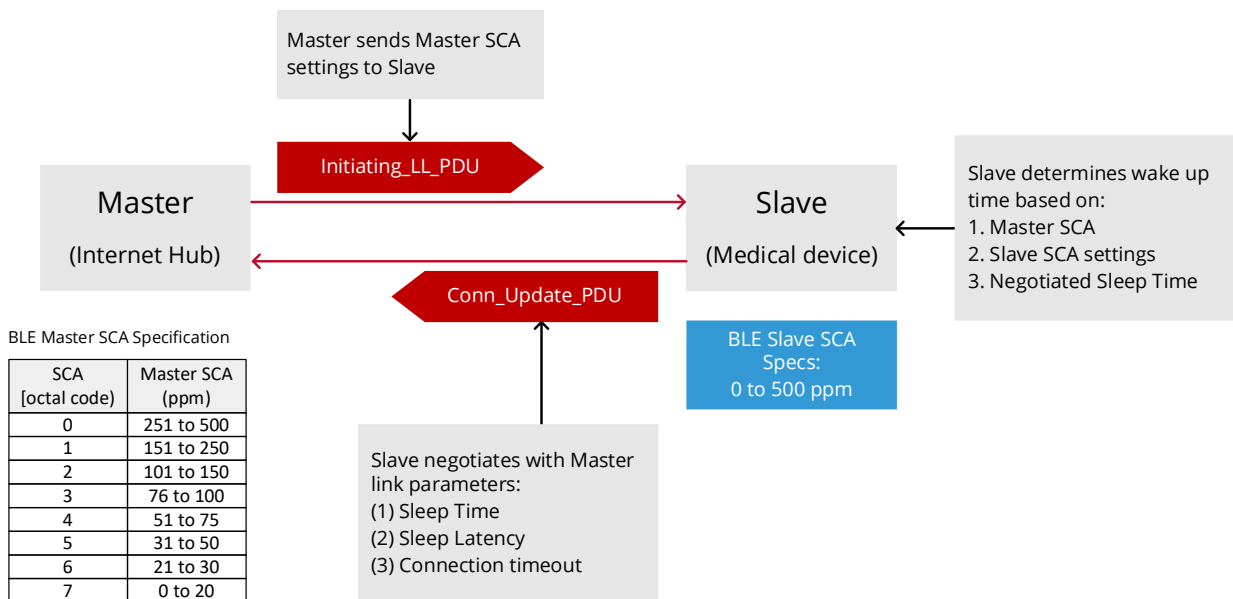 Master sends Master SCA
settings to Slave
Initiating_LL_PDU
Master
(Internet Hub)
Slave
(Medical device)
Slave determines wake up
time based on:
1. Master SCA
2. Slave SCA settings
3. Negotiated Sleep Time
Conn_Update_PDU
BLE Slave SCA
Specs:
0 to 500 ppm
BLE Master SCA Specification
SCA
[octal code)
Master SCA
(ppm)
0 251 to 500
1 151 to 250
2 101 to 150
3 76 to 100
4 51 to 75
5 31 to 50
6 21 to 30
7 0 to 20
Slave negotiates with Master
link parameters:
(1) Sleep Time
(2) Sleep Latency
(3) Connection timeout